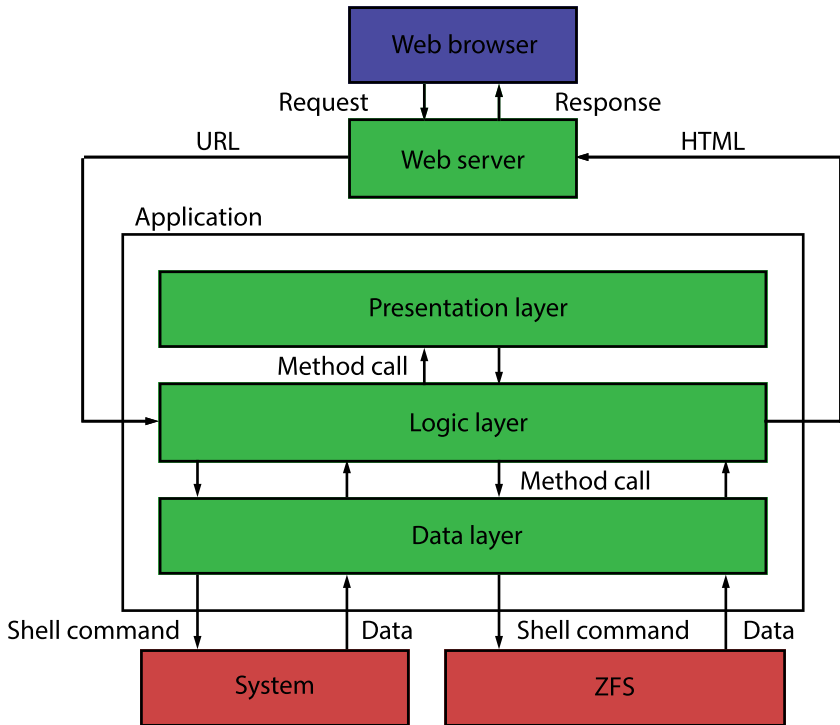 Web browser
Request
Response
URL
Web server
HTML
Application
Presentation layer
Method call
Logic layer
Method call
Data layer
Shell command
Data
Shell command
Data
System
ZFS